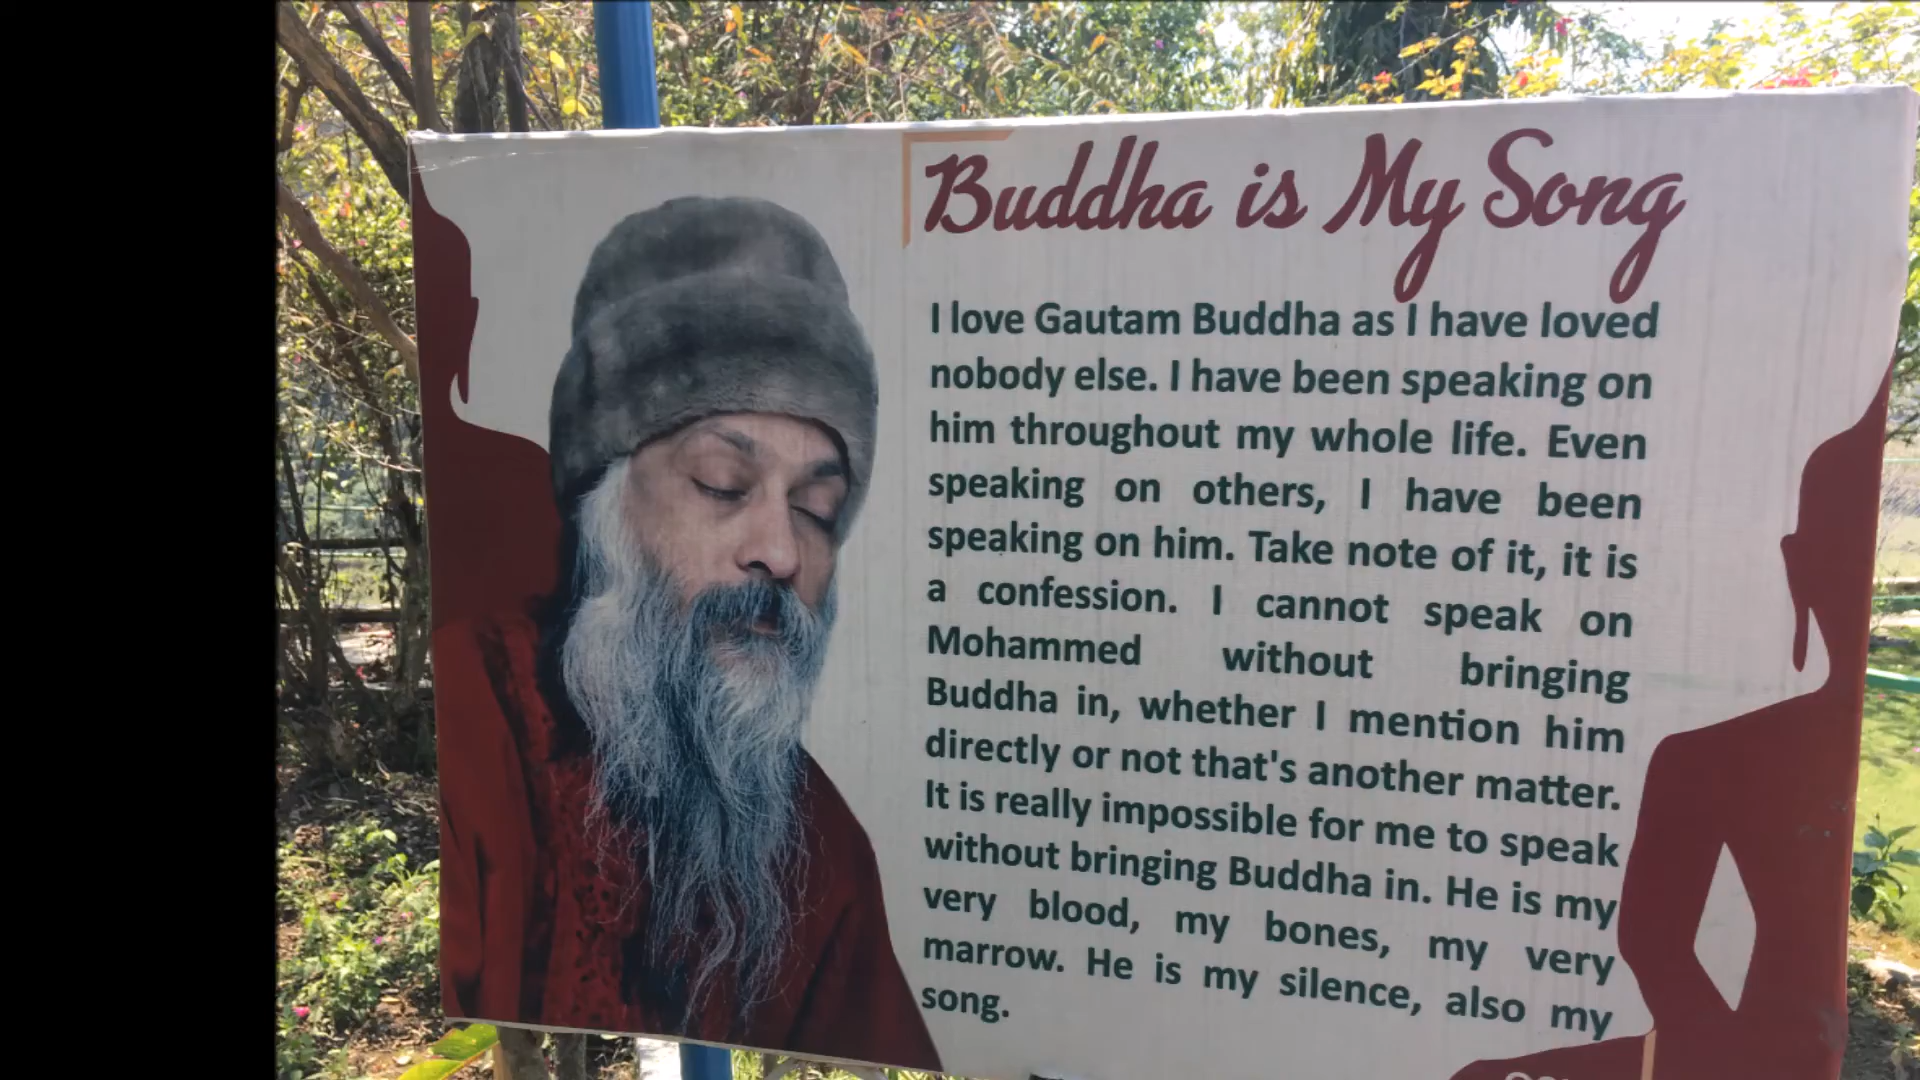 Buddha is My Song
I love Gautam Buddha as I have loved
nobody else. I have been speaking on
him throughout my whole life. Even
speaking on others, I have been
speaking on him. Take note of it, it is
a confession. I cannot speak on
Mohammed without bringing
Buddha in, whether I mention him
directly or not that's another matter.
It is really impossible for me to speak
without bringing Buddha in. He is my
very blood, my bones, my very
marrow. He is my silence, also my
song.